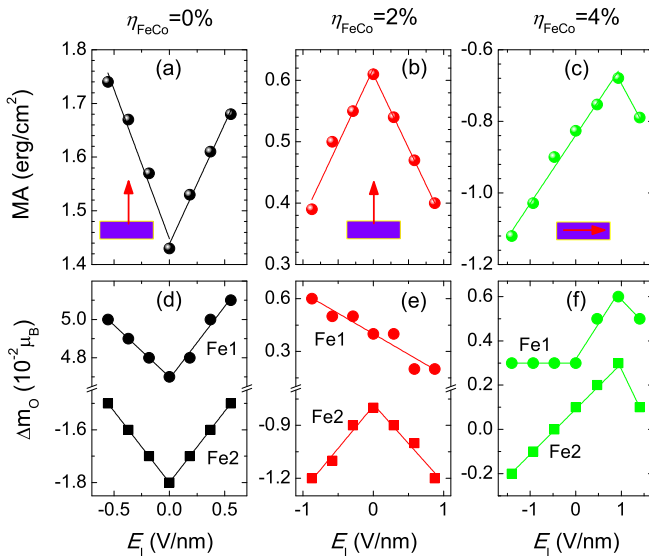 η_FeCo=0% η_FeCo=2% η_FeCo=4%
MA (erg/cm²)
1.8
1.7
1.6
1.5
1.4
(a)
0.6
0.5
0.4
0.3
(b)
-0.6
-0.8
-1.0
-1.2
(c)
Δm_O (10⁻²μ_B)
5.0
4.8
-1.6
-1.8
(d)
Fe1
Fe2
0.6
0.4
0.2
-0.9
-1.2
(e)
Fe1
Fe2
0.6
0.4
0.2
0.0
-0.2
(f)
Fe1
Fe2
-0.5 0.0 0.5
-1 0 1
-1 0 1
E_I (V/nm) E_I (V/nm) E_I (V/nm)